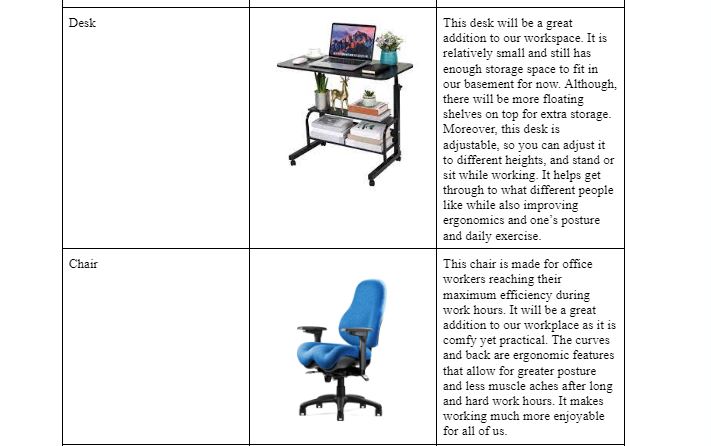 Desk
This desk will be a great
addition to our workspace. It is
relatively small and still has
enough storage space to fit in
our basement for now. Although,
there will be more floating
shelves on top for extra storage.
Moreover, this desk is
adjustable, so you can adjust it
to different heights, and stand or
sit while working. It helps get
through to what different people
like while also improving
ergonomics and one’s posture
and daily exercise.
Chair
This chair is made for office
workers reaching their
maximum efficiency during
work hours. It will be a great
addition to our workplace as it is
comfy yet practical. The curves
and back are ergonomic features
that allow for greater posture
and less muscle aches after long
and hard work hours. It makes
working much more enjoyable
for all of us.